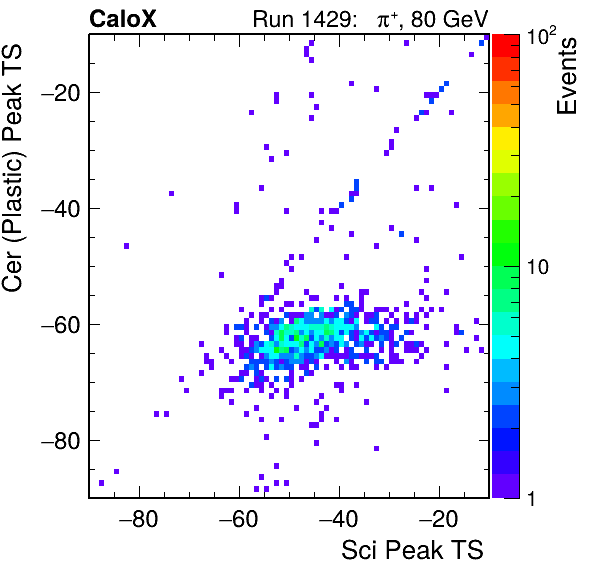 CaloX Run 1429: π⁺, 80 GeV
10²
10
1
Events
Cer (Plastic) Peak TS
−20
−40
−60
−80
−80 −60 −40 −20
Sci Peak TS